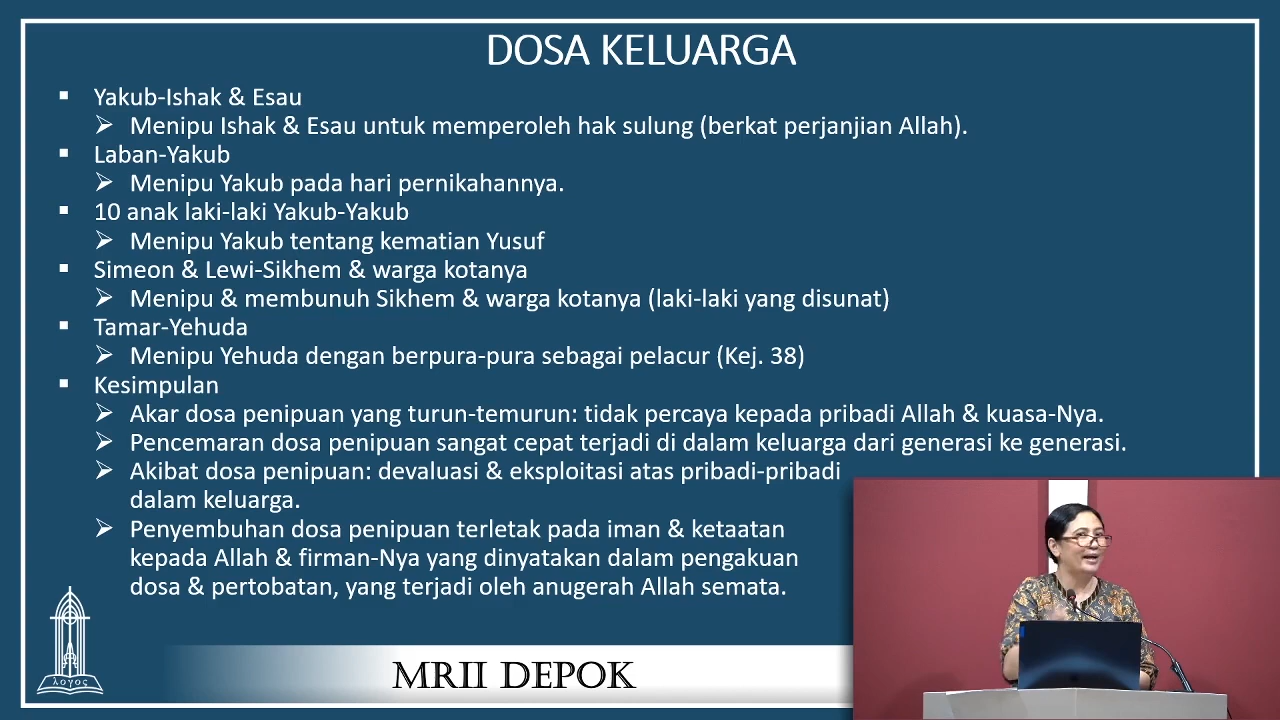 DOSA KELUARGA
▪ Yakub-Ishak & Esau
➢ Menipu Ishak & Esau untuk memperoleh hak sulung (berkat perjanjian Allah).
▪ Laban-Yakub
➢ Menipu Yakub pada hari pernikahannya.
▪ 10 anak laki-laki Yakub-Yakub
➢ Menipu Yakub tentang kematian Yusuf
▪ Simeon & Lewi-Sikhem & warga kotanya
➢ Menipu & membunuh Sikhem & warga kotanya (laki-laki yang disunat)
▪ Tamar-Yehuda
➢ Menipu Yehuda dengan berpura-pura sebagai pelacur (Kej. 38)
▪ Kesimpulan
➢ Akar dosa penipuan yang turun-temurun: tidak percaya kepada pribadi Allah & kuasa-Nya.
➢ Pencemaran dosa penipuan sangat cepat terjadi di dalam keluarga dari generasi ke generasi.
➢ Akibat dosa penipuan: devaluasi & eksploitasi atas pribadi-pribadi
dalam keluarga.
➢ Penyembuhan dosa penipuan terletak pada iman & ketaatan
kepada Allah & firman-Nya yang dinyatakan dalam pengakuan
dosa & pertobatan, yang terjadi oleh anugerah Allah semata.
λογος
MRII DEPOK